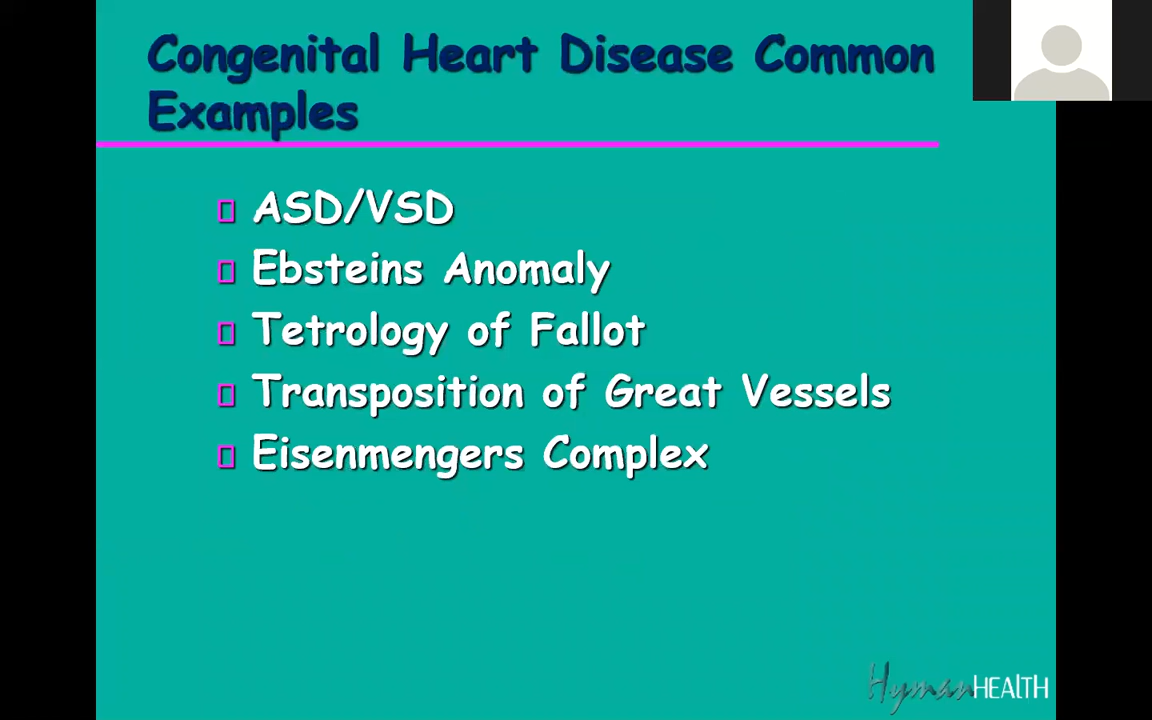 Congenital Heart Disease Common
Examples
ASD/VSD
Ebsteins Anomaly
Tetrology of Fallot
Transposition of Great Vessels
Eisenmengers Complex
HymanHEALTH